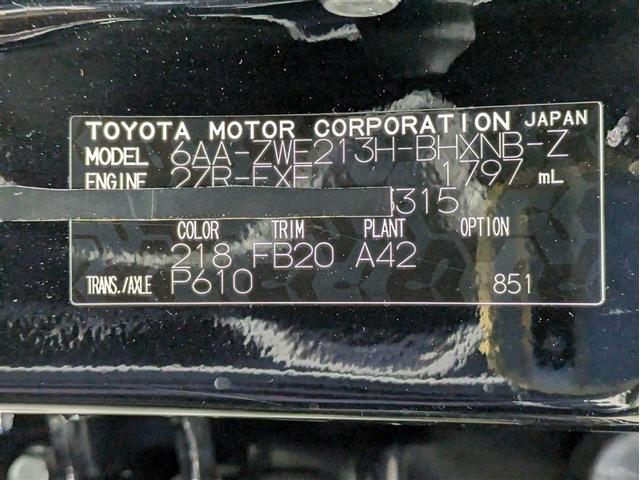 TOYOTA MOTOR CORPORATION JAPAN
MODEL 6AA-ZWE213H-BHXNB-Z
ENGINE 2ZR-FXE 1797 mL
315
COLOR TRIM PLANT OPTION
218 FB20 A42
TRANS./AXLE P610 851